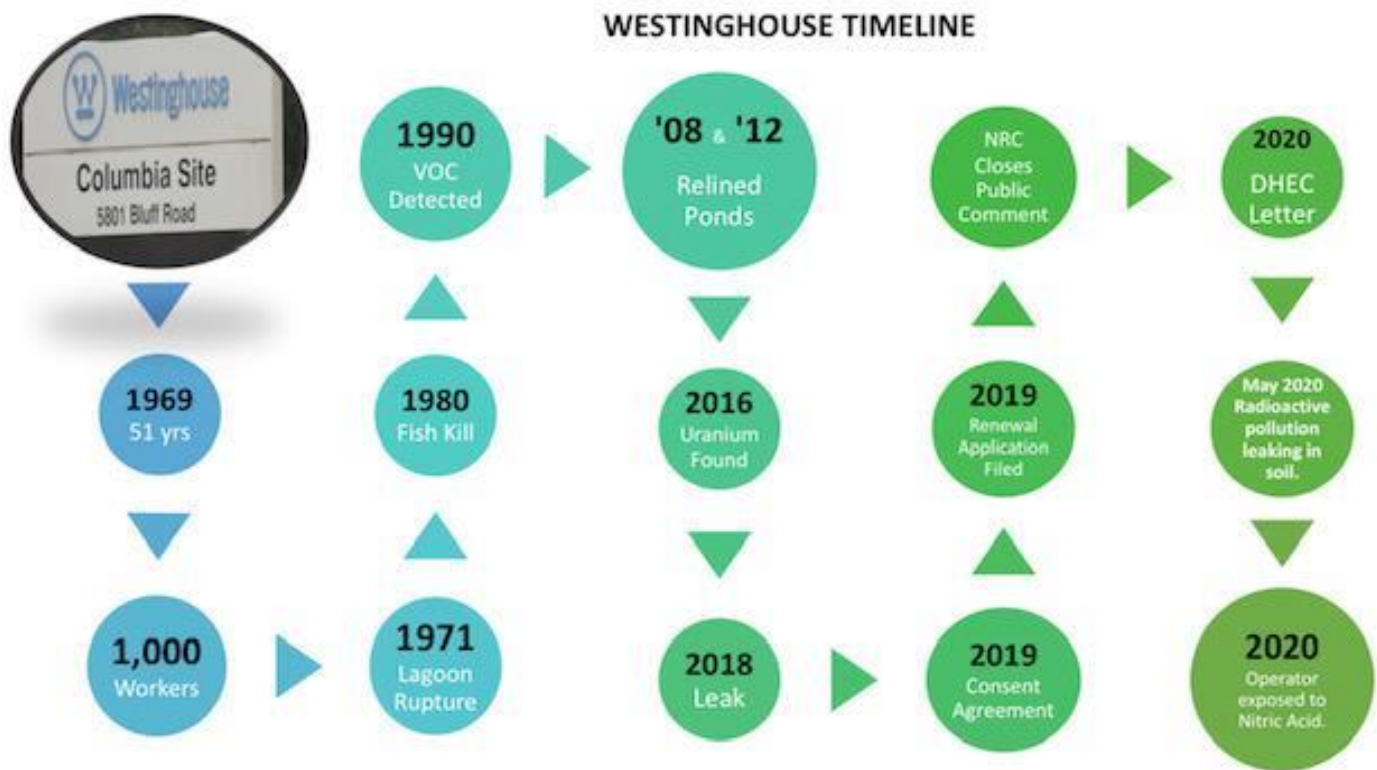 WESTINGHOUSE TIMELINE
W Westinghouse
Columbia Site
5801 Bluff Road
1969
51 yrs
1,000
Workers
1971
Lagoon
Rupture
1980
Fish Kill
1990
VOC
Detected
'08 & '12
Relined
Ponds
2016
Uranium
Found
2018
Leak
2019
Consent
Agreement
2019
Renewal
Application
Filed
NRC
Closes
Public
Comment
2020
DHEC
Letter
May 2020
Radioactive
pollution
leaking in
soil.
2020
Operator
exposed to
Nitric Acid.